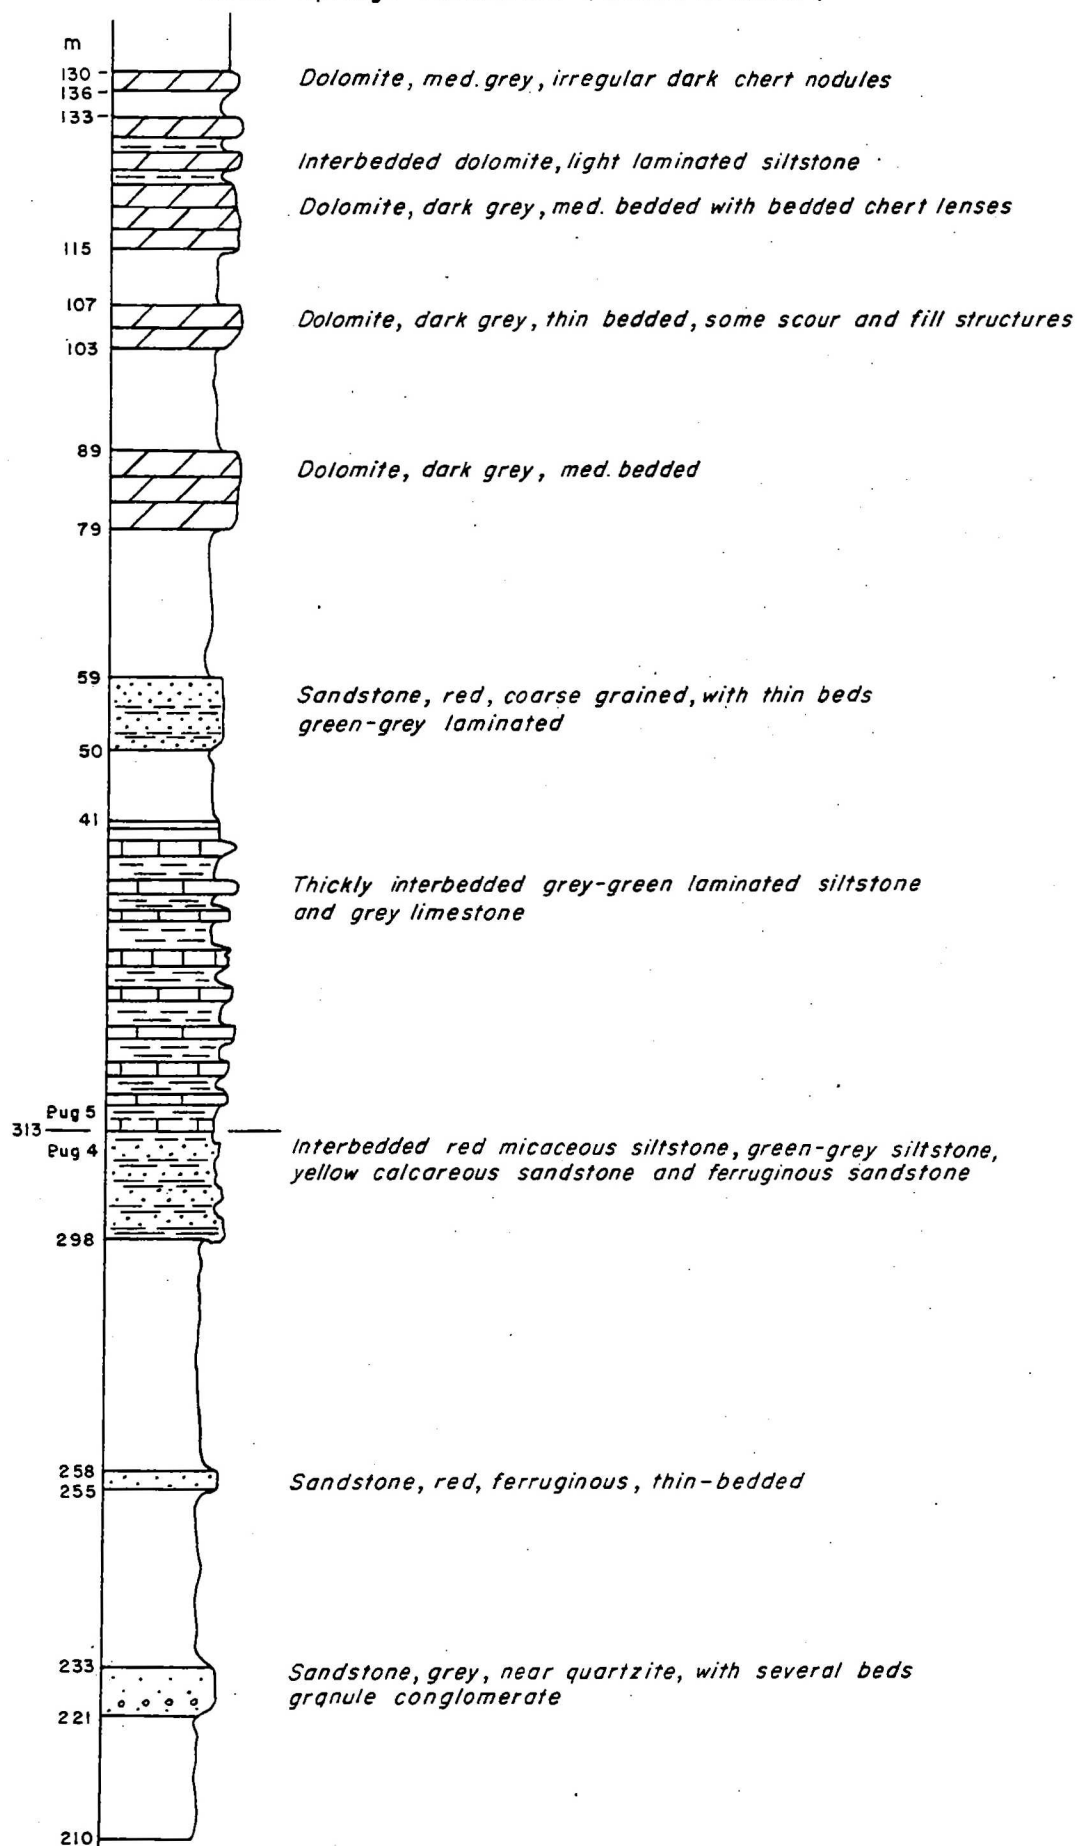 m
130
Dolomite, med. grey, irregular dark chert nodules
136
133
Interbedded dolomite, light laminated siltstone
Dolomite, dark grey, med. bedded with bedded chert lenses
115
107
Dolomite, dark grey, thin bedded, some scour and fill structures
103
89
Dolomite, dark grey, med. bedded
79
59
Sandstone, red, coarse grained, with thin beds
green-grey laminated
50
41
Thickly interbedded grey-green laminated siltstone
and grey limestone
Pug 5
313
Pug 4
Interbedded red micaceous siltstone, green-grey siltstone,
yellow calcareous sandstone and ferruginous sandstone
298
258
Sandstone, red, ferruginous, thin-bedded
255
233
Sandstone, grey, near quartzite, with several beds
granule conglomerate
221
210